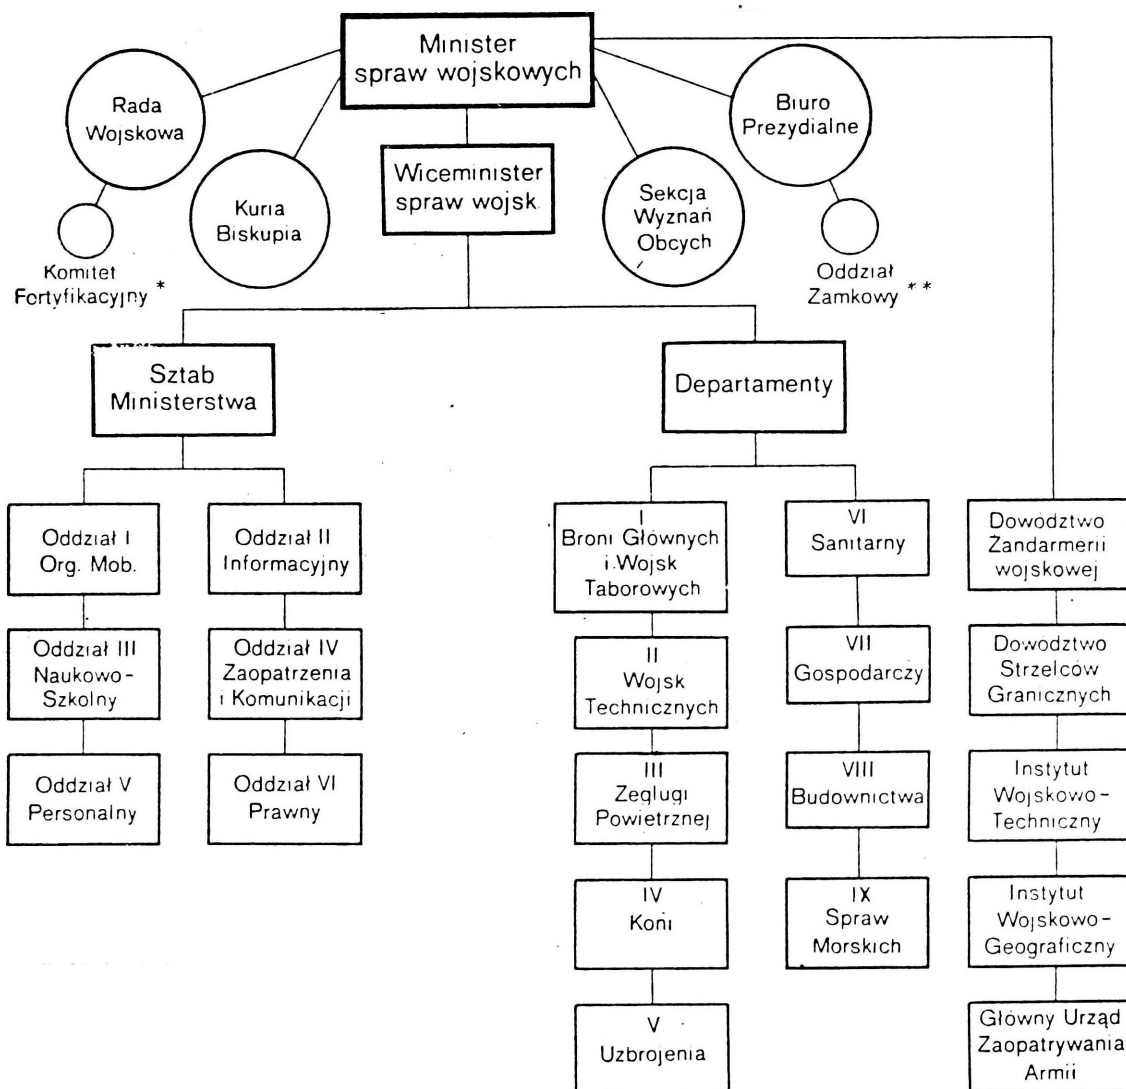 Minister
spraw wojskowych
Rada
Wojskowa
Biuro
Prezydialne
Wiceminister
spraw wojsk.
Kuria
Biskupia
Sekcja
Wyznań
Obcych
Komitet
Fortyfikacyjny *
Oddział
Zamkowy **
Sztab
Ministerstwa
Departamenty
Oddział I
Org. Mob.
Oddział II
Informacyjny
I
Broni Głównych
i Wojsk
Taborowych
VI
Sanitarny
Dowództwo
Żandarmerii
wojskowej
Oddział III
Naukowo-
Szkolny
Oddział IV
Zaopatrzenia
i Komunikacji
II
Wojsk
Technicznych
VII
Gospodarczy
Dowództwo
Strzelców
Granicznych
Oddział V
Personalny
Oddział VI
Prawny
III
Żeglugi
Powietrznej
VIII
Budownictwa
Instytut
Wojskowo-
Techniczny
IV
Koni
IX
Spraw
Morskich
Instytut
Wojskowo-
Geograficzny
V
Uzbrojenia
Główny Urząd
Zaopatrywania
Armii